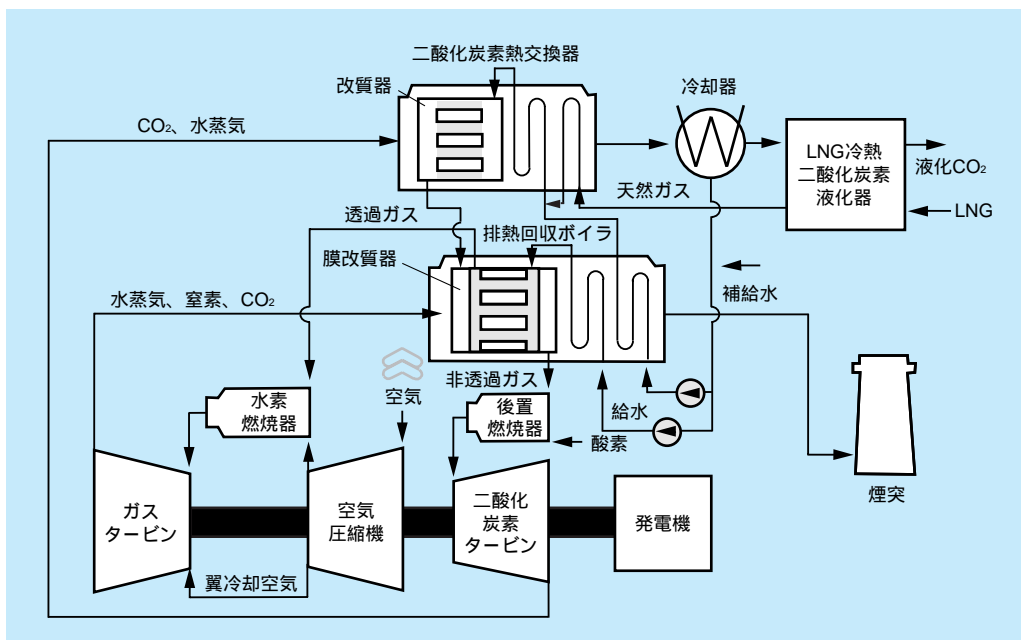 二酸化炭素熱交換器
改質器
冷却器
CO₂、水蒸気
LNG冷熱
二酸化炭素
液化器
液化CO₂
天然ガス
LNG
透過ガス
排熱回収ボイラ
膜改質器
補給水
水蒸気、窒素、CO₂
非透過ガス
空気
給水
水素
燃焼器
後置
燃焼器
酸素
煙突
ガス
タービン
空気
圧縮機
二酸化
炭素
タービン
発電機
翼冷却空気